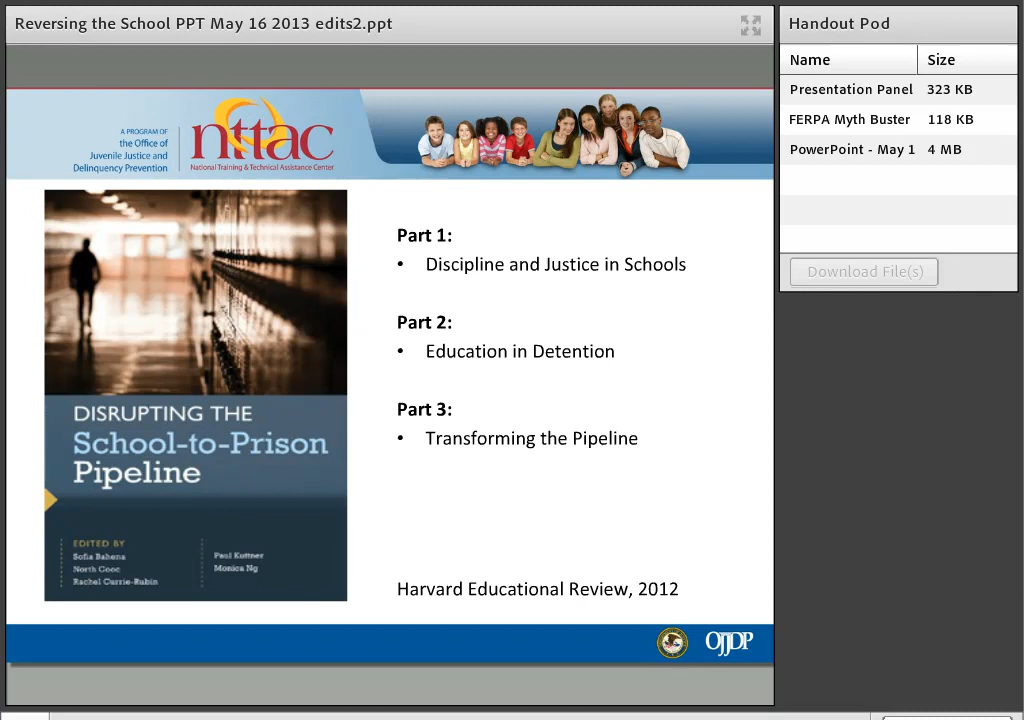 Reversing the School PPT May 16 2013 edits2.ppt
Handout Pod
Name Size
Presentation Panel 323 KB
FERPA Myth Buster 118 KB
PowerPoint - May 1 4 MB
Download File(s)
A PROGRAM OF
the Office of
Juvenile Justice and
Delinquency Prevention
nttac
National Training & Technical Assistance Center
Part 1:
• Discipline and Justice in Schools
Part 2:
• Education in Detention
Part 3:
• Transforming the Pipeline
Harvard Educational Review, 2012
DISRUPTING THE
School-to-Prison
Pipeline
EDITED BY
Sofía Bahena
North Cooc
Rachel Currie-Rubin
Paul Kuttner
Monica Ng
OJJDP